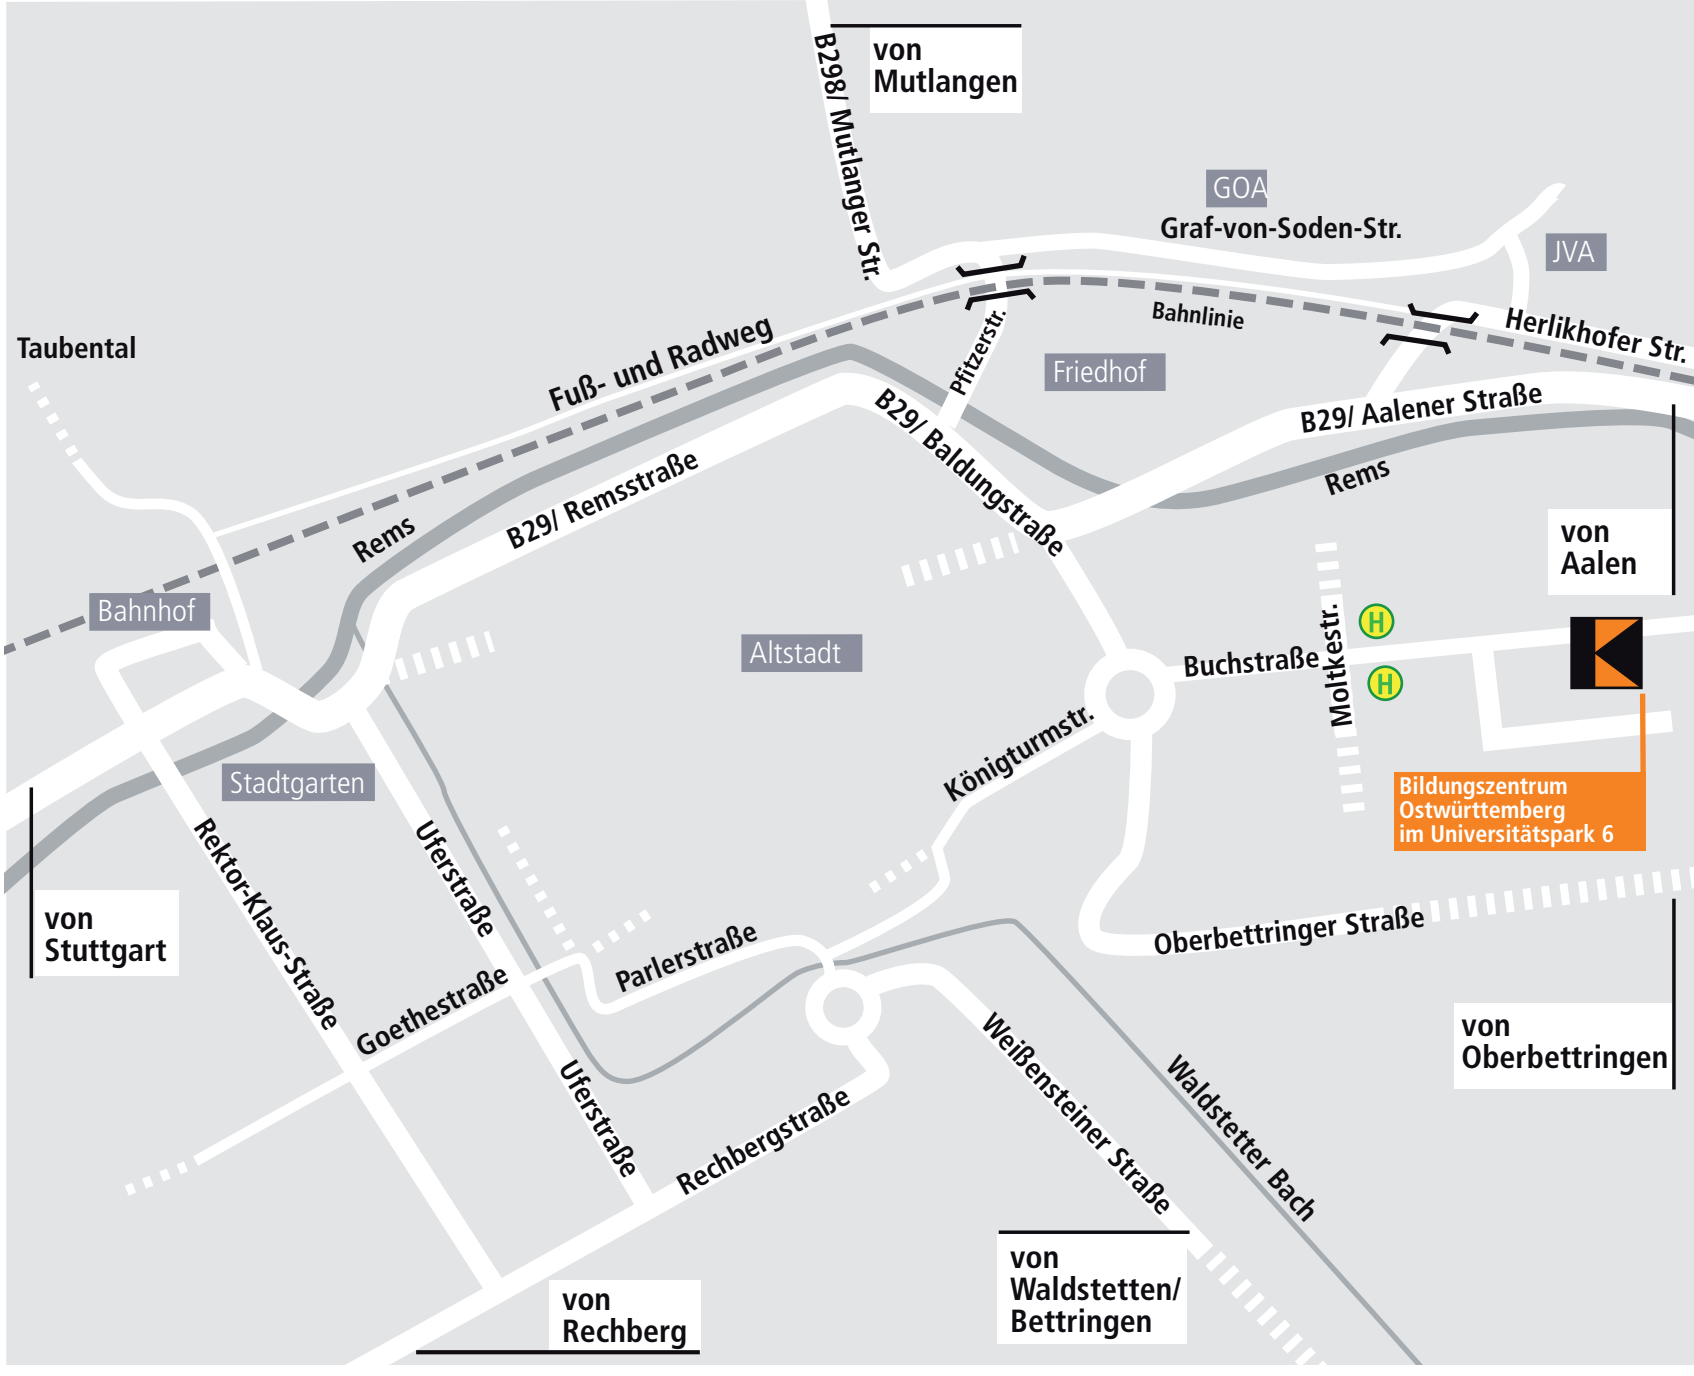 von
Mutlangen
B298/ Mutlanger Str.
GOA
Graf-von-Soden-Str.
JVA
Bahnlinie
Herlikhofer Str.
Taubental
Fuß- und Radweg
Pfitzerstr.
Friedhof
B29/ Aalener Straße
B29/ Baldungstraße
Rems
B29/ Remsstraße
Rems
von
Aalen
Bahnhof
Altstadt
Buchstraße
Moltkestr.
H
H
Stadtgarten
Königturmstr.
Bildungszentrum
Ostwürttemberg
im Universitätspark 6
Rektor-Klaus-Straße
Uferstraße
von
Stuttgart
Parlerstraße
Oberbettringer Straße
Goethestraße
von
Oberbettringen
Uferstraße
Rechbergstraße
Weißensteiner Straße
Waldstetter Bach
von
Rechberg
von
Waldstetten/
Bettringen